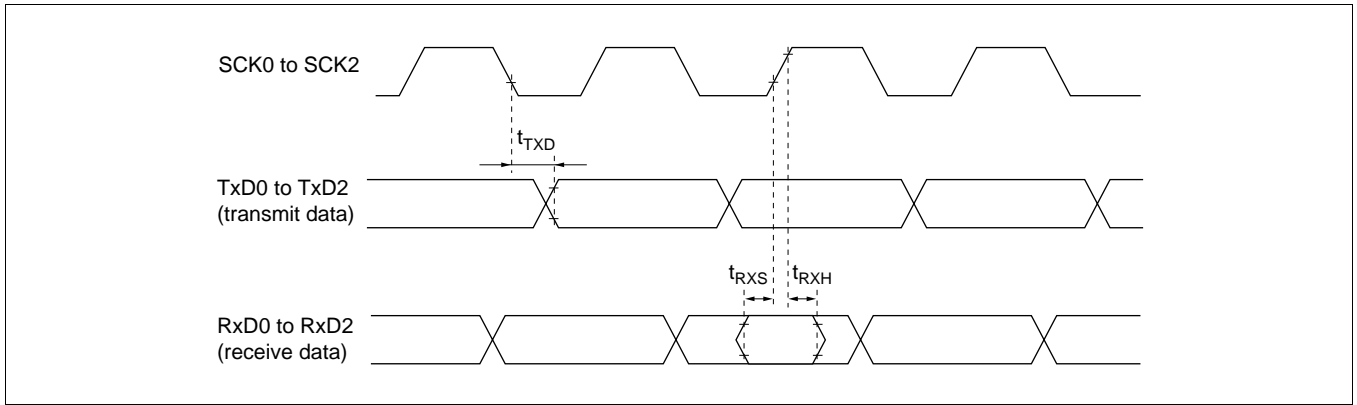 SCK0 to SCK2
tTXD
TxD0 to TxD2
(transmit data)
tRXS
tRXH
RxD0 to RxD2
(receive data)